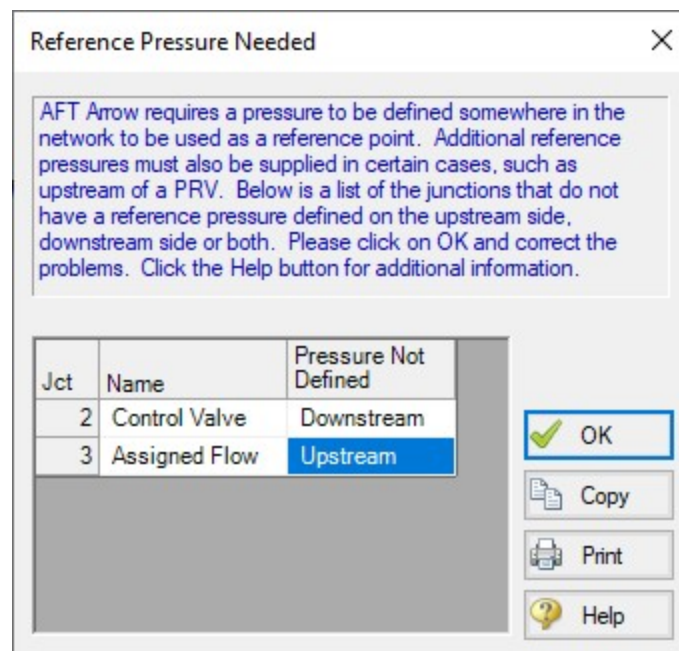 Reference Pressure Needed
AFT Arrow requires a pressure to be defined somewhere in the
network to be used as a reference point. Additional reference
pressures must also be supplied in certain cases, such as
upstream of a PRV. Below is a list of the junctions that do not
have a reference pressure defined on the upstream side,
downstream side or both. Please click on OK and correct the
problems. Click the Help button for additional information.
Jct Name Pressure Not
Defined
2 Control Valve Downstream
3 Assigned Flow Upstream
OK
Copy
Print
Help